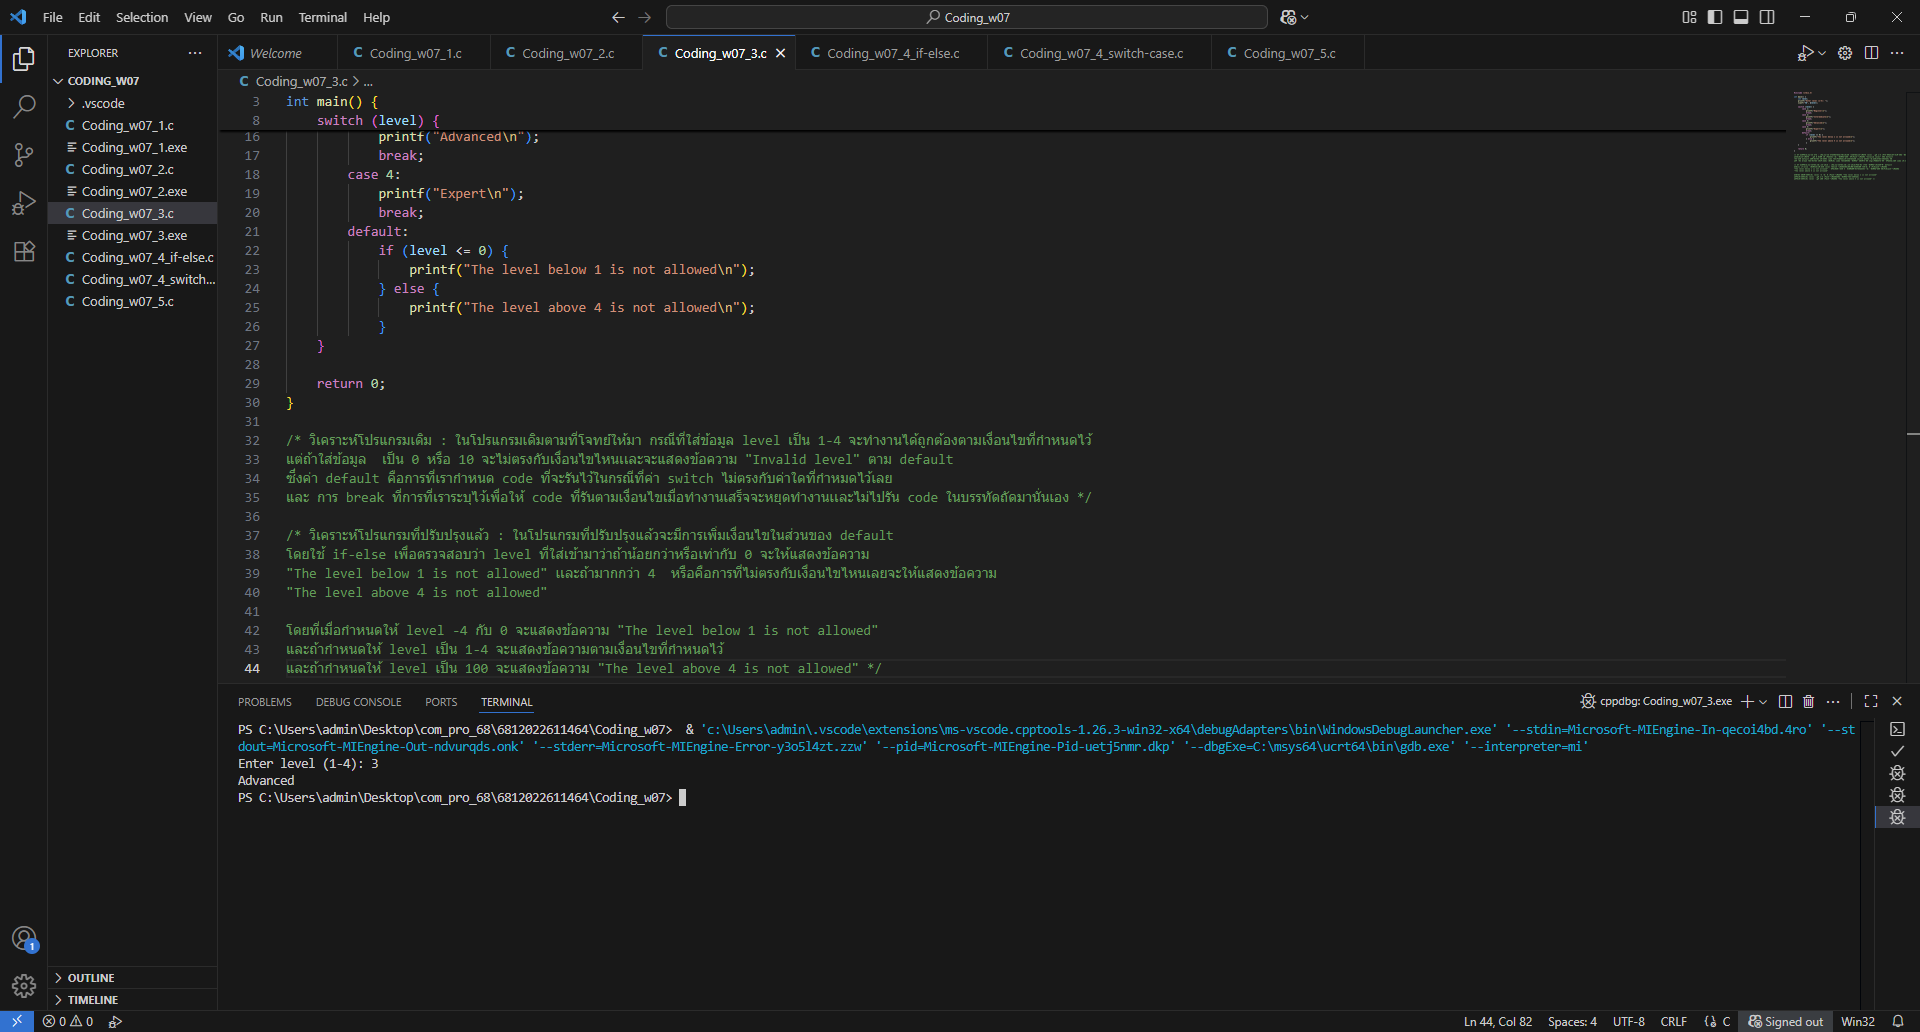 File Edit Selection View Go Run Terminal Help
Coding_w07
EXPLORER
CODING_W07
.vscode
Coding_w07_1.c
Coding_w07_1.exe
Coding_w07_2.c
Coding_w07_2.exe
Coding_w07_3.c
Coding_w07_3.exe
Coding_w07_4_if-else.c
Coding_w07_4_switch...
Coding_w07_5.c
OUTLINE
TIMELINE
Welcome Coding_w07_1.c Coding_w07_2.c Coding_w07_3.c Coding_w07_4_if-else.c Coding_w07_4_switch-case.c Coding_w07_5.c
C Coding_w07_3.c > ...
3 int main() {
8 switch (level) {
16 printf("Advanced\n");
17 break;
18 case 4:
19 printf("Expert\n");
20 break;
21 default:
22 if (level <= 0) {
23 printf("The level below 1 is not allowed\n");
24 } else {
25 printf("The level above 4 is not allowed\n");
26 }
27 }
28
29 return 0;
30 }
31
32 /* วิเคราะห์โปรแกรมเดิม : ในโปรแกรมเดิมตามที่โจทย์ให้มา กรณีที่ใส่ข้อมูล level เป็น 1-4 จะทำงานได้ถูกต้องตามเงื่อนไขที่กำหนดไว้
33 แต่ถ้าใส่ข้อมูล เป็น 0 หรือ 10 จะไม่ตรงกับเงื่อนไขไหนและจะแสดงข้อความ "Invalid level" ตาม default
34 ซึ่งค่า default คือการที่เรากำหนด code ที่จะรันไว้ในกรณีที่ค่า switch ไม่ตรงกับค่าใดที่กำหมดไว้เลย
35 และ การ break ที่การที่เราระบุไว้เพื่อให้ code ที่รันตามเงื่อนไขเมื่อทำงานเสร็จจะหยุดทำงานและไม่ไปรัน code ในบรรทัดถัดมานั่นเอง */
36
37 /* วิเคราะห์โปรแกรมที่ปรับปรุงแล้ว : ในโปรแกรมที่ปรับปรุงแล้วจะมีการเพิ่มเงื่อนไขในส่วนของ default
38 โดยใช้ if-else เพื่อตรวจสอบว่า level ที่ใส่เข้ามาว่าถ้าน้อยกว่าหรือเท่ากับ 0 จะให้แสดงข้อความ
39 "The level below 1 is not allowed" และถ้ามากกว่า 4 หรือคือการที่ไม่ตรงกับเงื่อนไขไหนเลยจะให้แสดงข้อความ
40 "The level above 4 is not allowed"
41
42 โดยที่เมื่อกำหนดให้ level -4 กับ 0 จะแสดงข้อความ "The level below 1 is not allowed"
43 และถ้ากำหนดให้ level เป็น 1-4 จะแสดงข้อความตามเงื่อนไขที่กำหนดไว้
44 และถ้ากำหนดให้ level เป็น 100 จะแสดงข้อความ "The level above 4 is not allowed" */
PROBLEMS DEBUG CONSOLE PORTS TERMINAL
cppdbg: Coding_w07_3.exe
PS C:\Users\admin\Desktop\com_pro_68\6812022611464\Coding_w07> & 'c:\Users\admin\.vscode\extensions\ms-vscode.cpptools-1.26.3-win32-x64\debugAdapters\bin\WindowsDebugLauncher.exe' '--stdin=Microsoft-MIEngine-In-qecoi4bd.4ro' '--st
dout=Microsoft-MIEngine-Out-ndvurqds.onk' '--stderr=Microsoft-MIEngine-Error-y3o5l4zt.zzw' '--pid=Microsoft-MIEngine-Pid-uetj5nmr.dkp' '--dbgExe=C:\msys64\ucrt64\bin\gdb.exe' '--interpreter=mi'
Enter level (1-4): 3
Advanced
PS C:\Users\admin\Desktop\com_pro_68\6812022611464\Coding_w07>
1
0 0
Ln 44, Col 82 Spaces: 4 UTF-8 CRLF {} C Signed out Win32